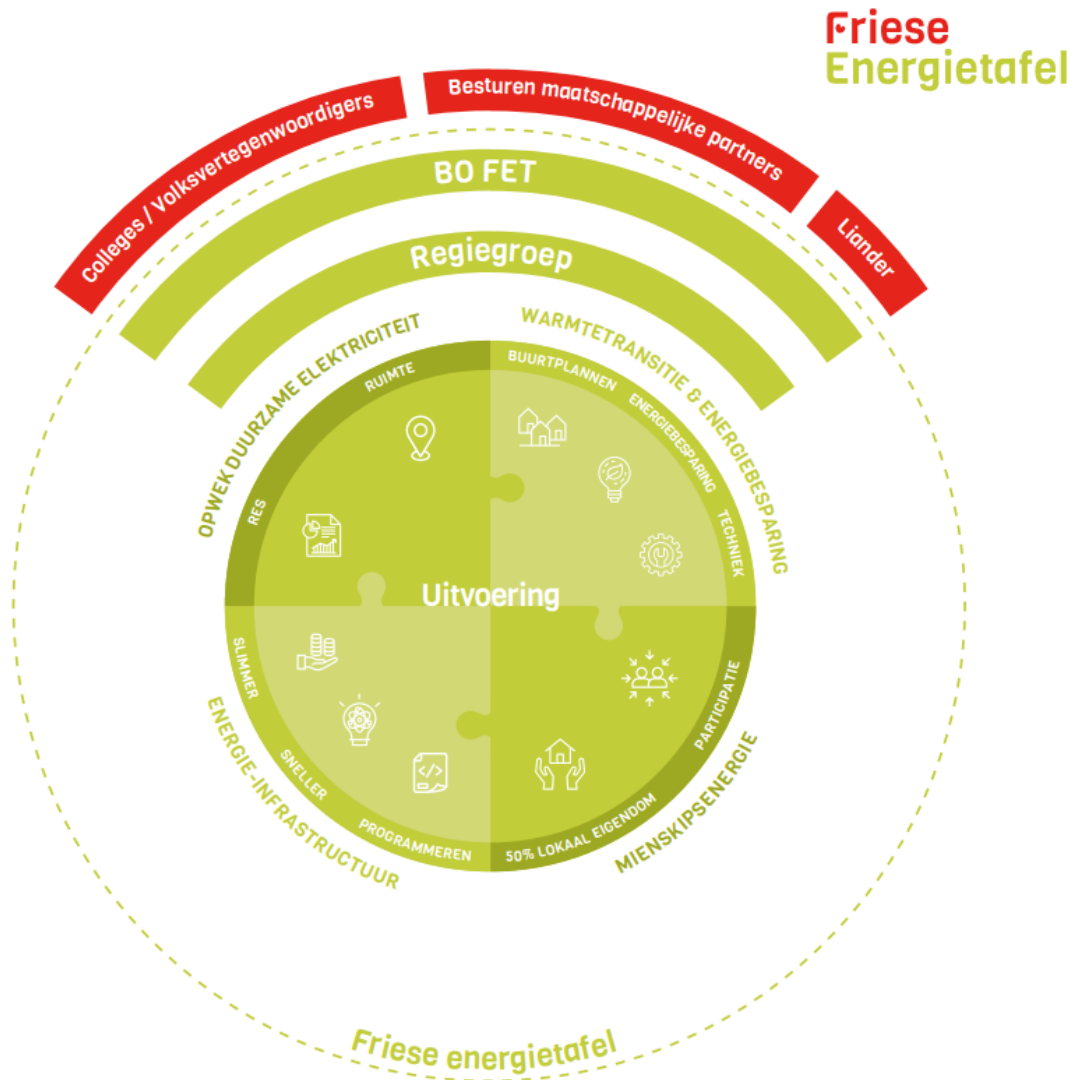 Friese
Energietafel
Colleges / Volksvertegenwoordigers
Besturen maatschappelijke partners
Liander
BO FET
Regiegroep
OPWEK DUURZAME ELEKTRICITEIT
WARMTETRANSITIE & ENERGIEBESPARING
RES
RUIMTE
BUURTPLANNEN
ENERGIEBESPARING
TECHNIEK
Uitvoering
SLIMMER
SNELLER
PROGRAMMEREN
50% LOKAAL EIGENDOM
PARTICIPATIE
ENERGIE-INFRASTRUCTUUR
MIENSKIPSENERGIE
Friese energietafel